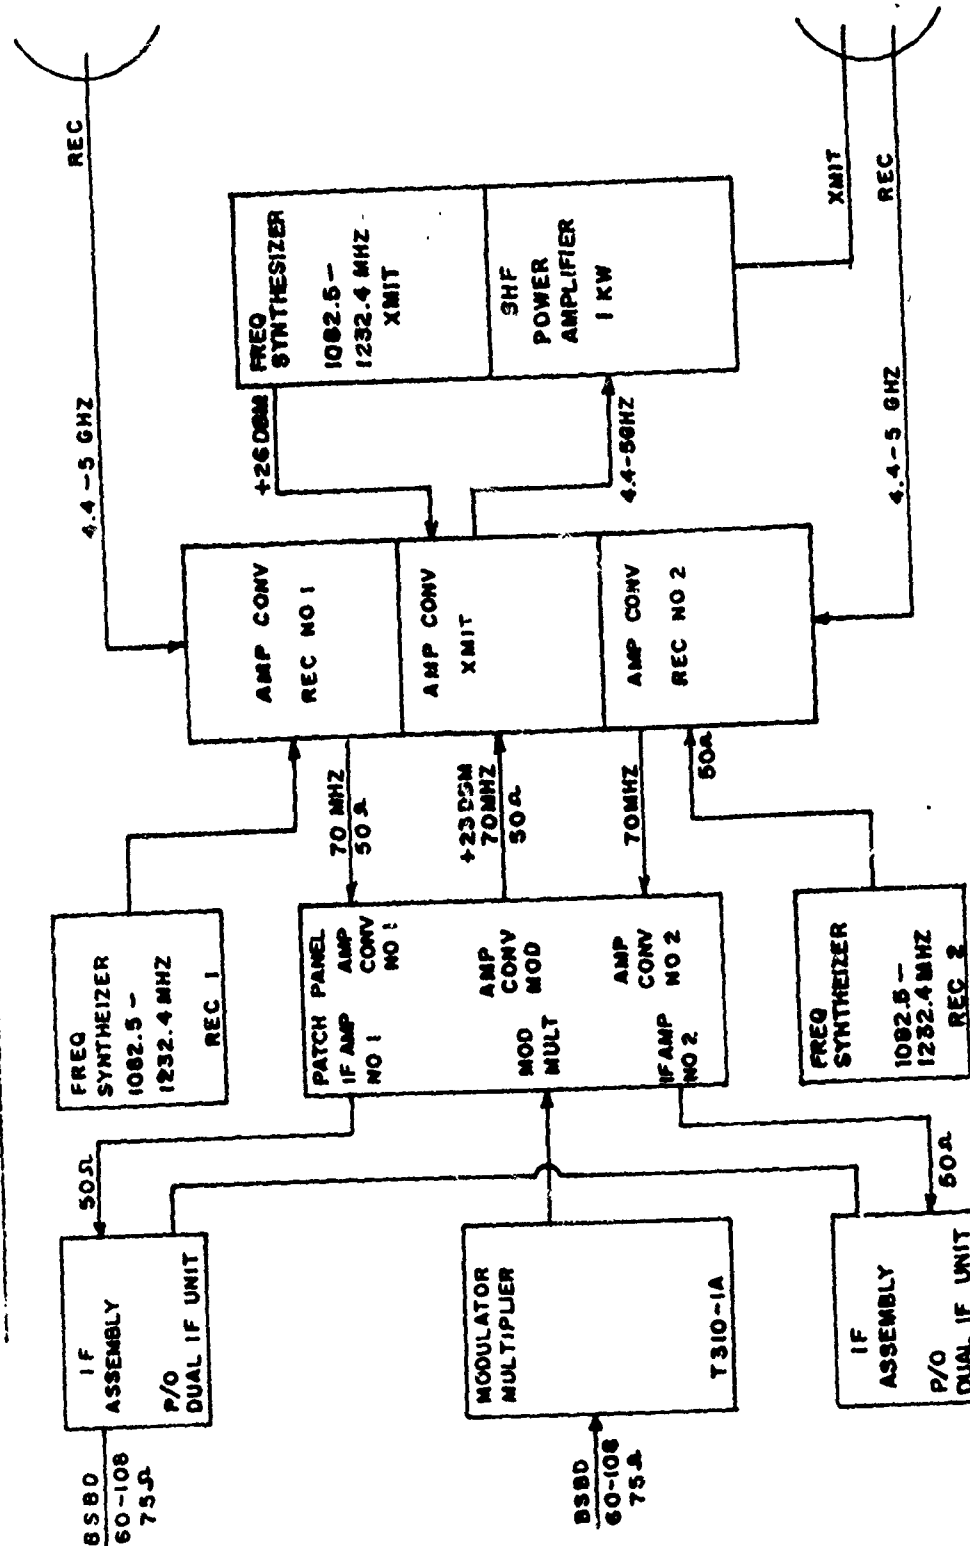 BSBD
60-108
75Ω
IF
ASSEMBLY
P/O
DUAL IF UNIT
50Ω
FREQ
SYNTHEIZER
1082.5-
1232.4 MHZ
REC 1
4.4-5 GHZ
REC
PATCH PANEL
IF AMP AMP
NO 1 CONV
NO 1
MOD AMP
MULT CONV
MOD
IF AMP AMP
NO 2 CONV
NO 2
70 MHZ
50Ω
+23 DBM
70MHZ
50Ω
70MHZ
50Ω
AMP CONV
REC NO 1
AMP CONV
XMIT
AMP CONV
REC NO 2
+26 DBM
4.4-5GHZ
FREQ
SYNTHESIZER
1082.5-
1232.4 MHZ
XMIT
SHF
POWER
AMPLIFIER
1 KW
XMIT
REC
4.4-5 GHZ
BSBD
60-108
75Ω
MODULATOR
MULTIPLIER
T310-1A
IF
ASSEMBLY
P/O
DUAL IF UNIT
50Ω
FREQ
SYNTHEIZER
1082.5-
1232.4 MHZ
REC 2